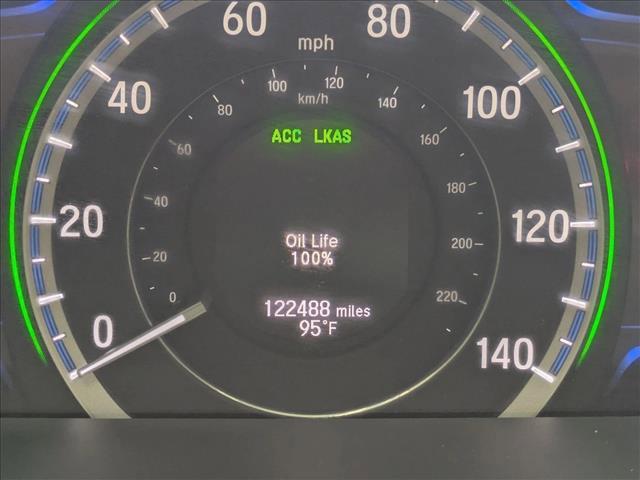 60 80
mph
100 120
km/h
40 80 140 100
ACC LKAS
60 160
40 180
20 Oil Life 120
100% 200
20
0 122488 miles 220
0 95°F 140